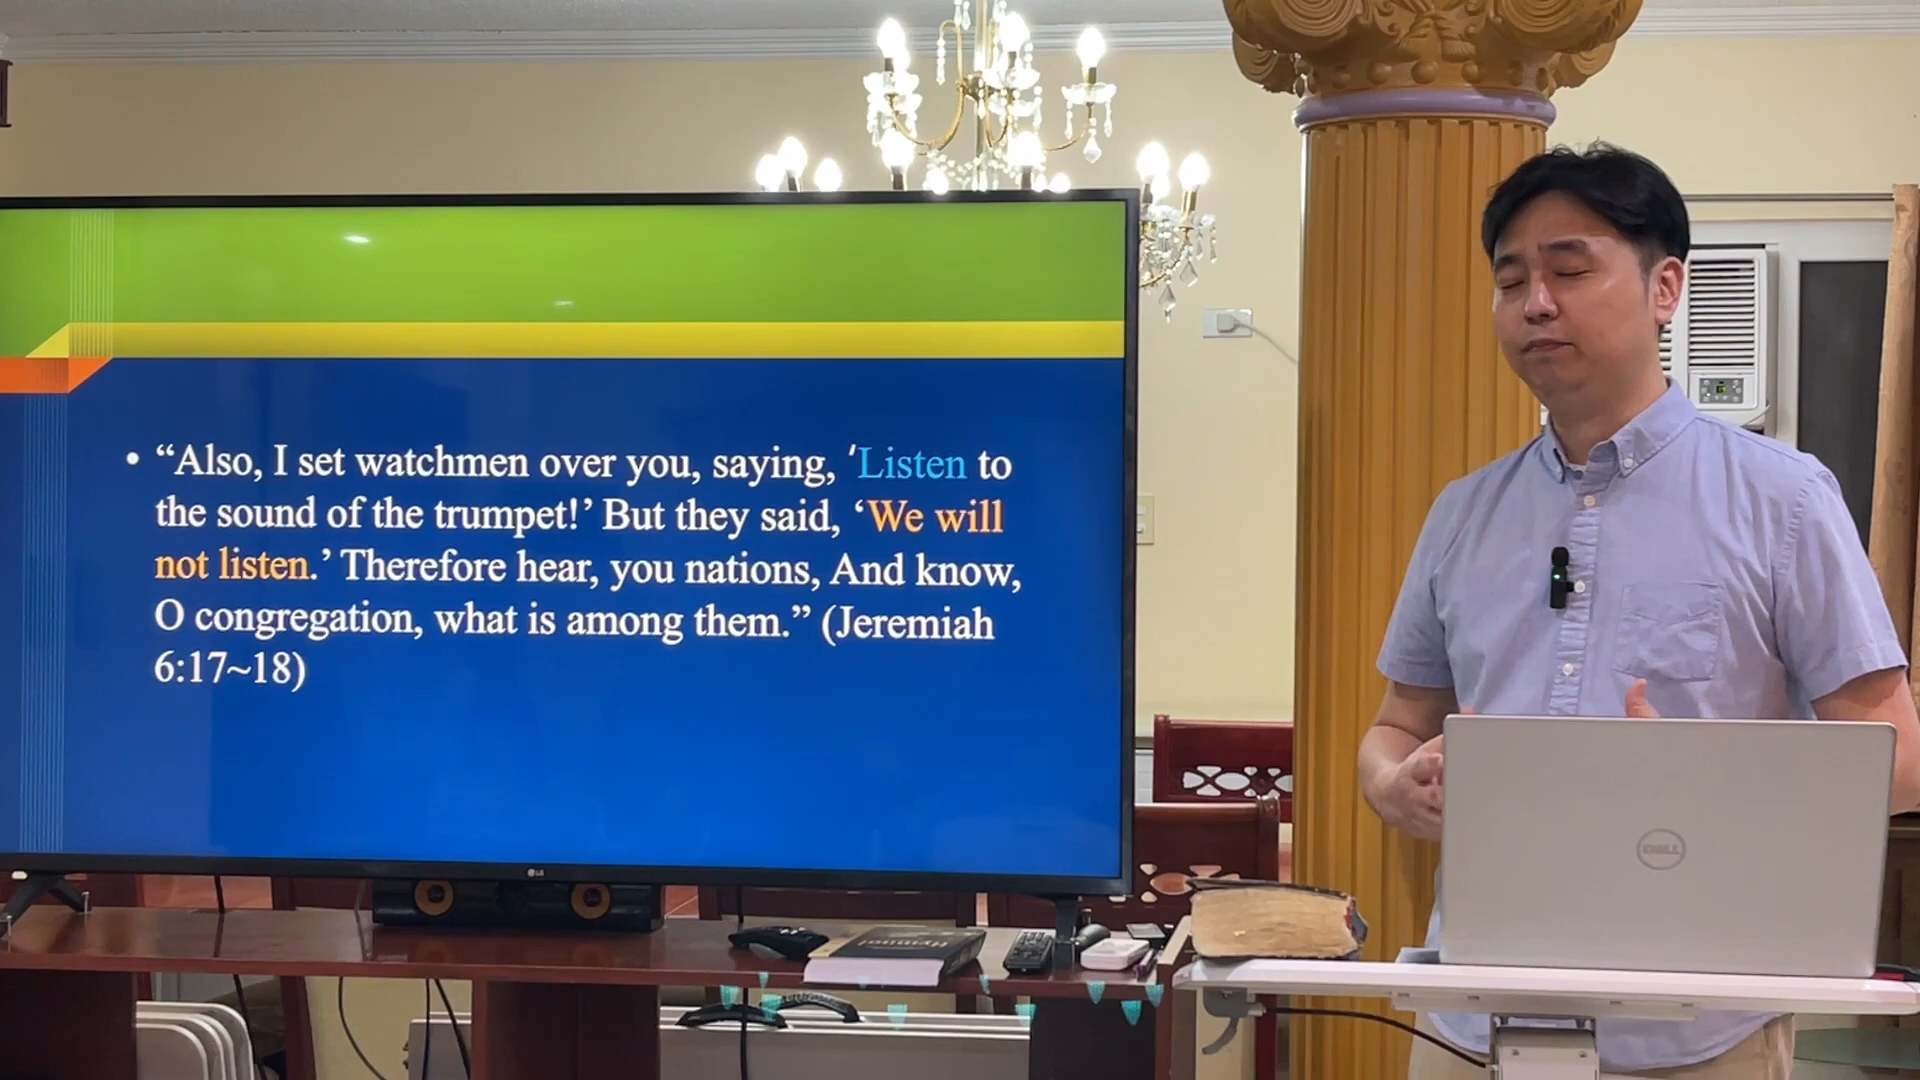 • “Also, I set watchmen over you, saying, ‘Listen to
the sound of the trumpet!’ But they said, ‘We will
not listen.’ Therefore hear, you nations, And know,
O congregation, what is among them.” (Jeremiah
6:17~18)
LG
Hymnal
DELL